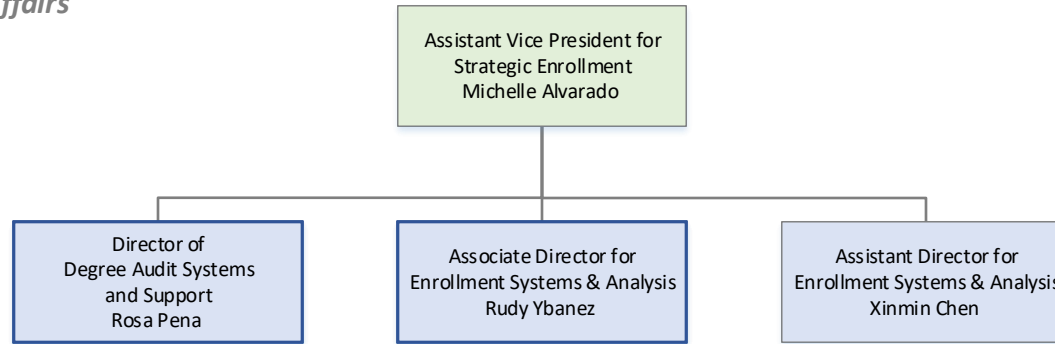 ffairs
Assistant Vice President for
Strategic Enrollment
Michelle Alvarado
Director of
Degree Audit Systems
and Support
Rosa Pena
Associate Director for
Enrollment Systems & Analysis
Rudy Ybanez
Assistant Director for
Enrollment Systems & Analysis
Xinmin Chen